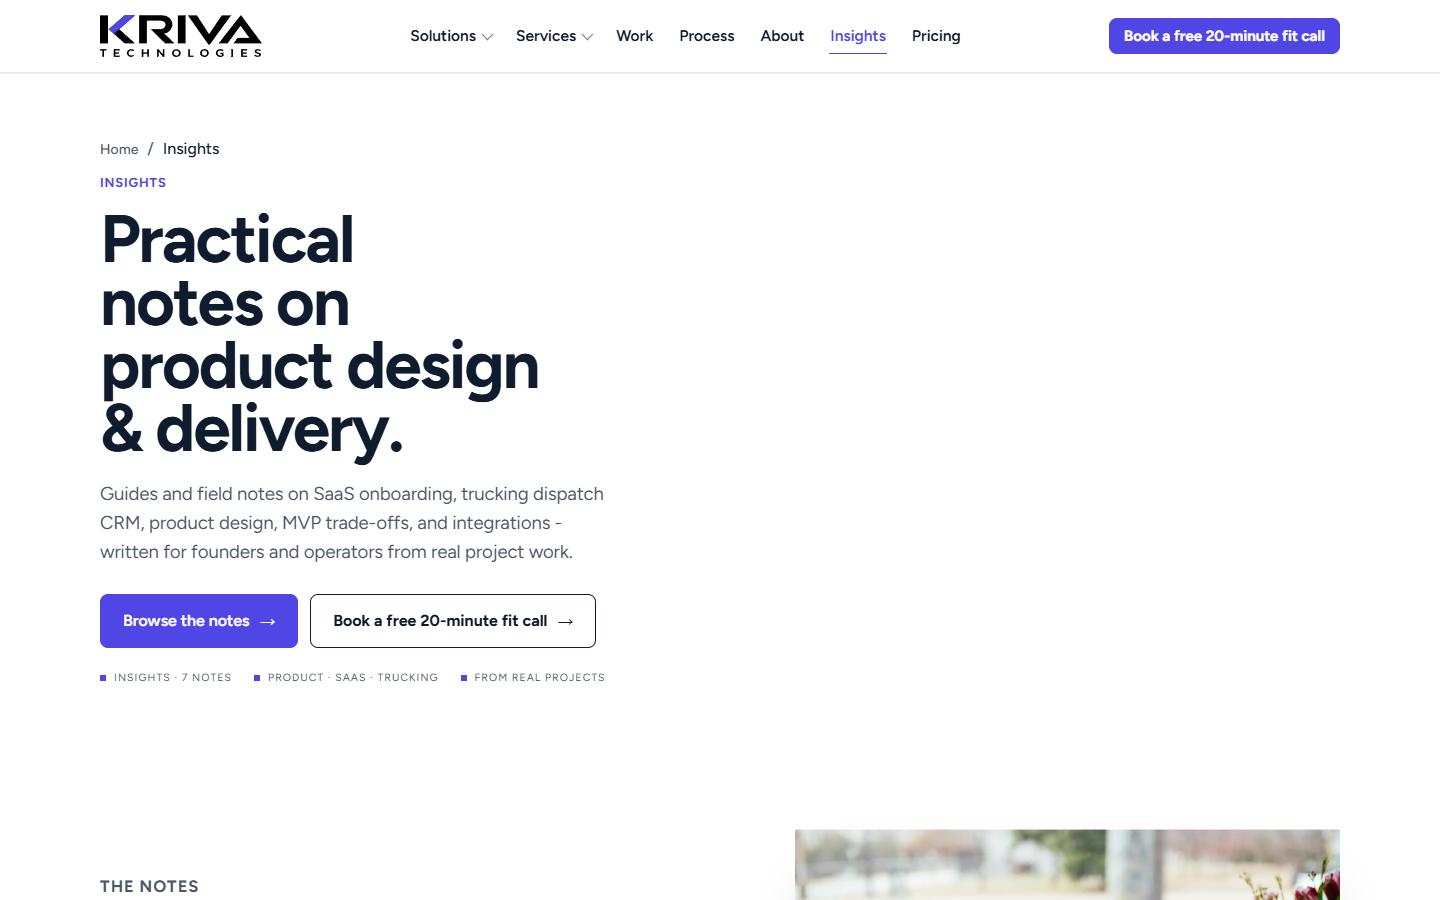 KRIVA
TECHNOLOGIES
Solutions
Services
Work
Process
About
Insights
Pricing
Book a free 20-minute fit call
Home / Insights
INSIGHTS
Practical
notes on
product design
& delivery.
Guides and field notes on SaaS onboarding, trucking dispatch
CRM, product design, MVP trade-offs, and integrations -
written for founders and operators from real project work.
Browse the notes →
Book a free 20-minute fit call →
INSIGHTS · 7 NOTES
PRODUCT · SAAS · TRUCKING
FROM REAL PROJECTS
THE NOTES